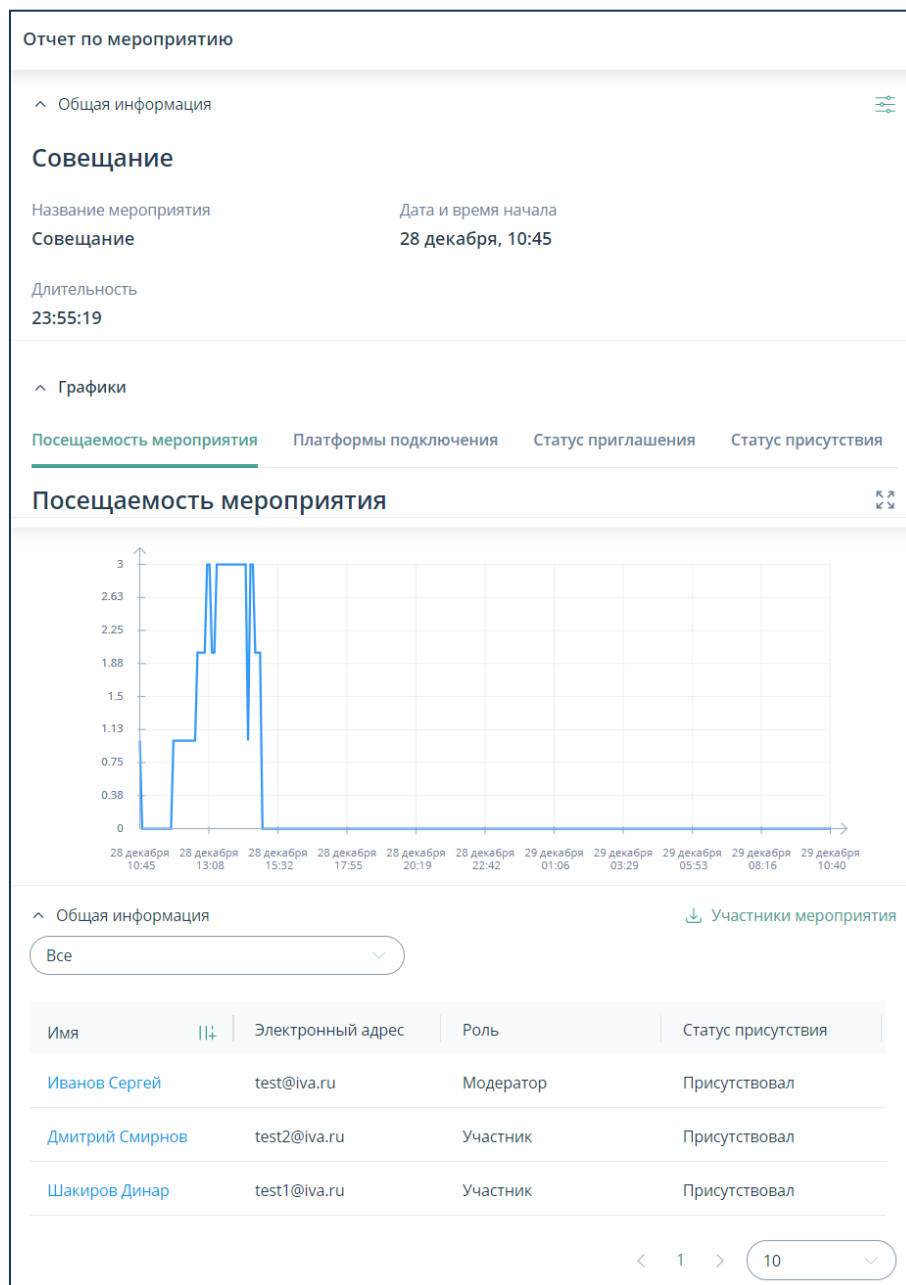 Отчет по мероприятию
Общая информация
Совещание
Название мероприятия Дата и время начала
Совещание 28 декабря, 10:45
Длительность
23:55:19
Графики
Посещаемость мероприятия Платформы подключения Статус приглашения Статус присутствия
Посещаемость мероприятия
3
2.63
2.25
1.88
1.5
1.13
0.75
0.38
0
28 декабря 28 декабря 28 декабря 28 декабря 28 декабря 28 декабря 29 декабря 29 декабря 29 декабря 29 декабря 29 декабря
10:45 13:08 15:32 17:55 20:19 22:42 01:06 03:29 05:53 08:16 10:40
Общая информация Участники мероприятия
Все
Имя Электронный адрес Роль Статус присутствия
Иванов Сергей test@iva.ru Модератор Присутствовал
Дмитрий Смирнов test2@iva.ru Участник Присутствовал
Шакиров Динар test1@iva.ru Участник Присутствовал
1 10